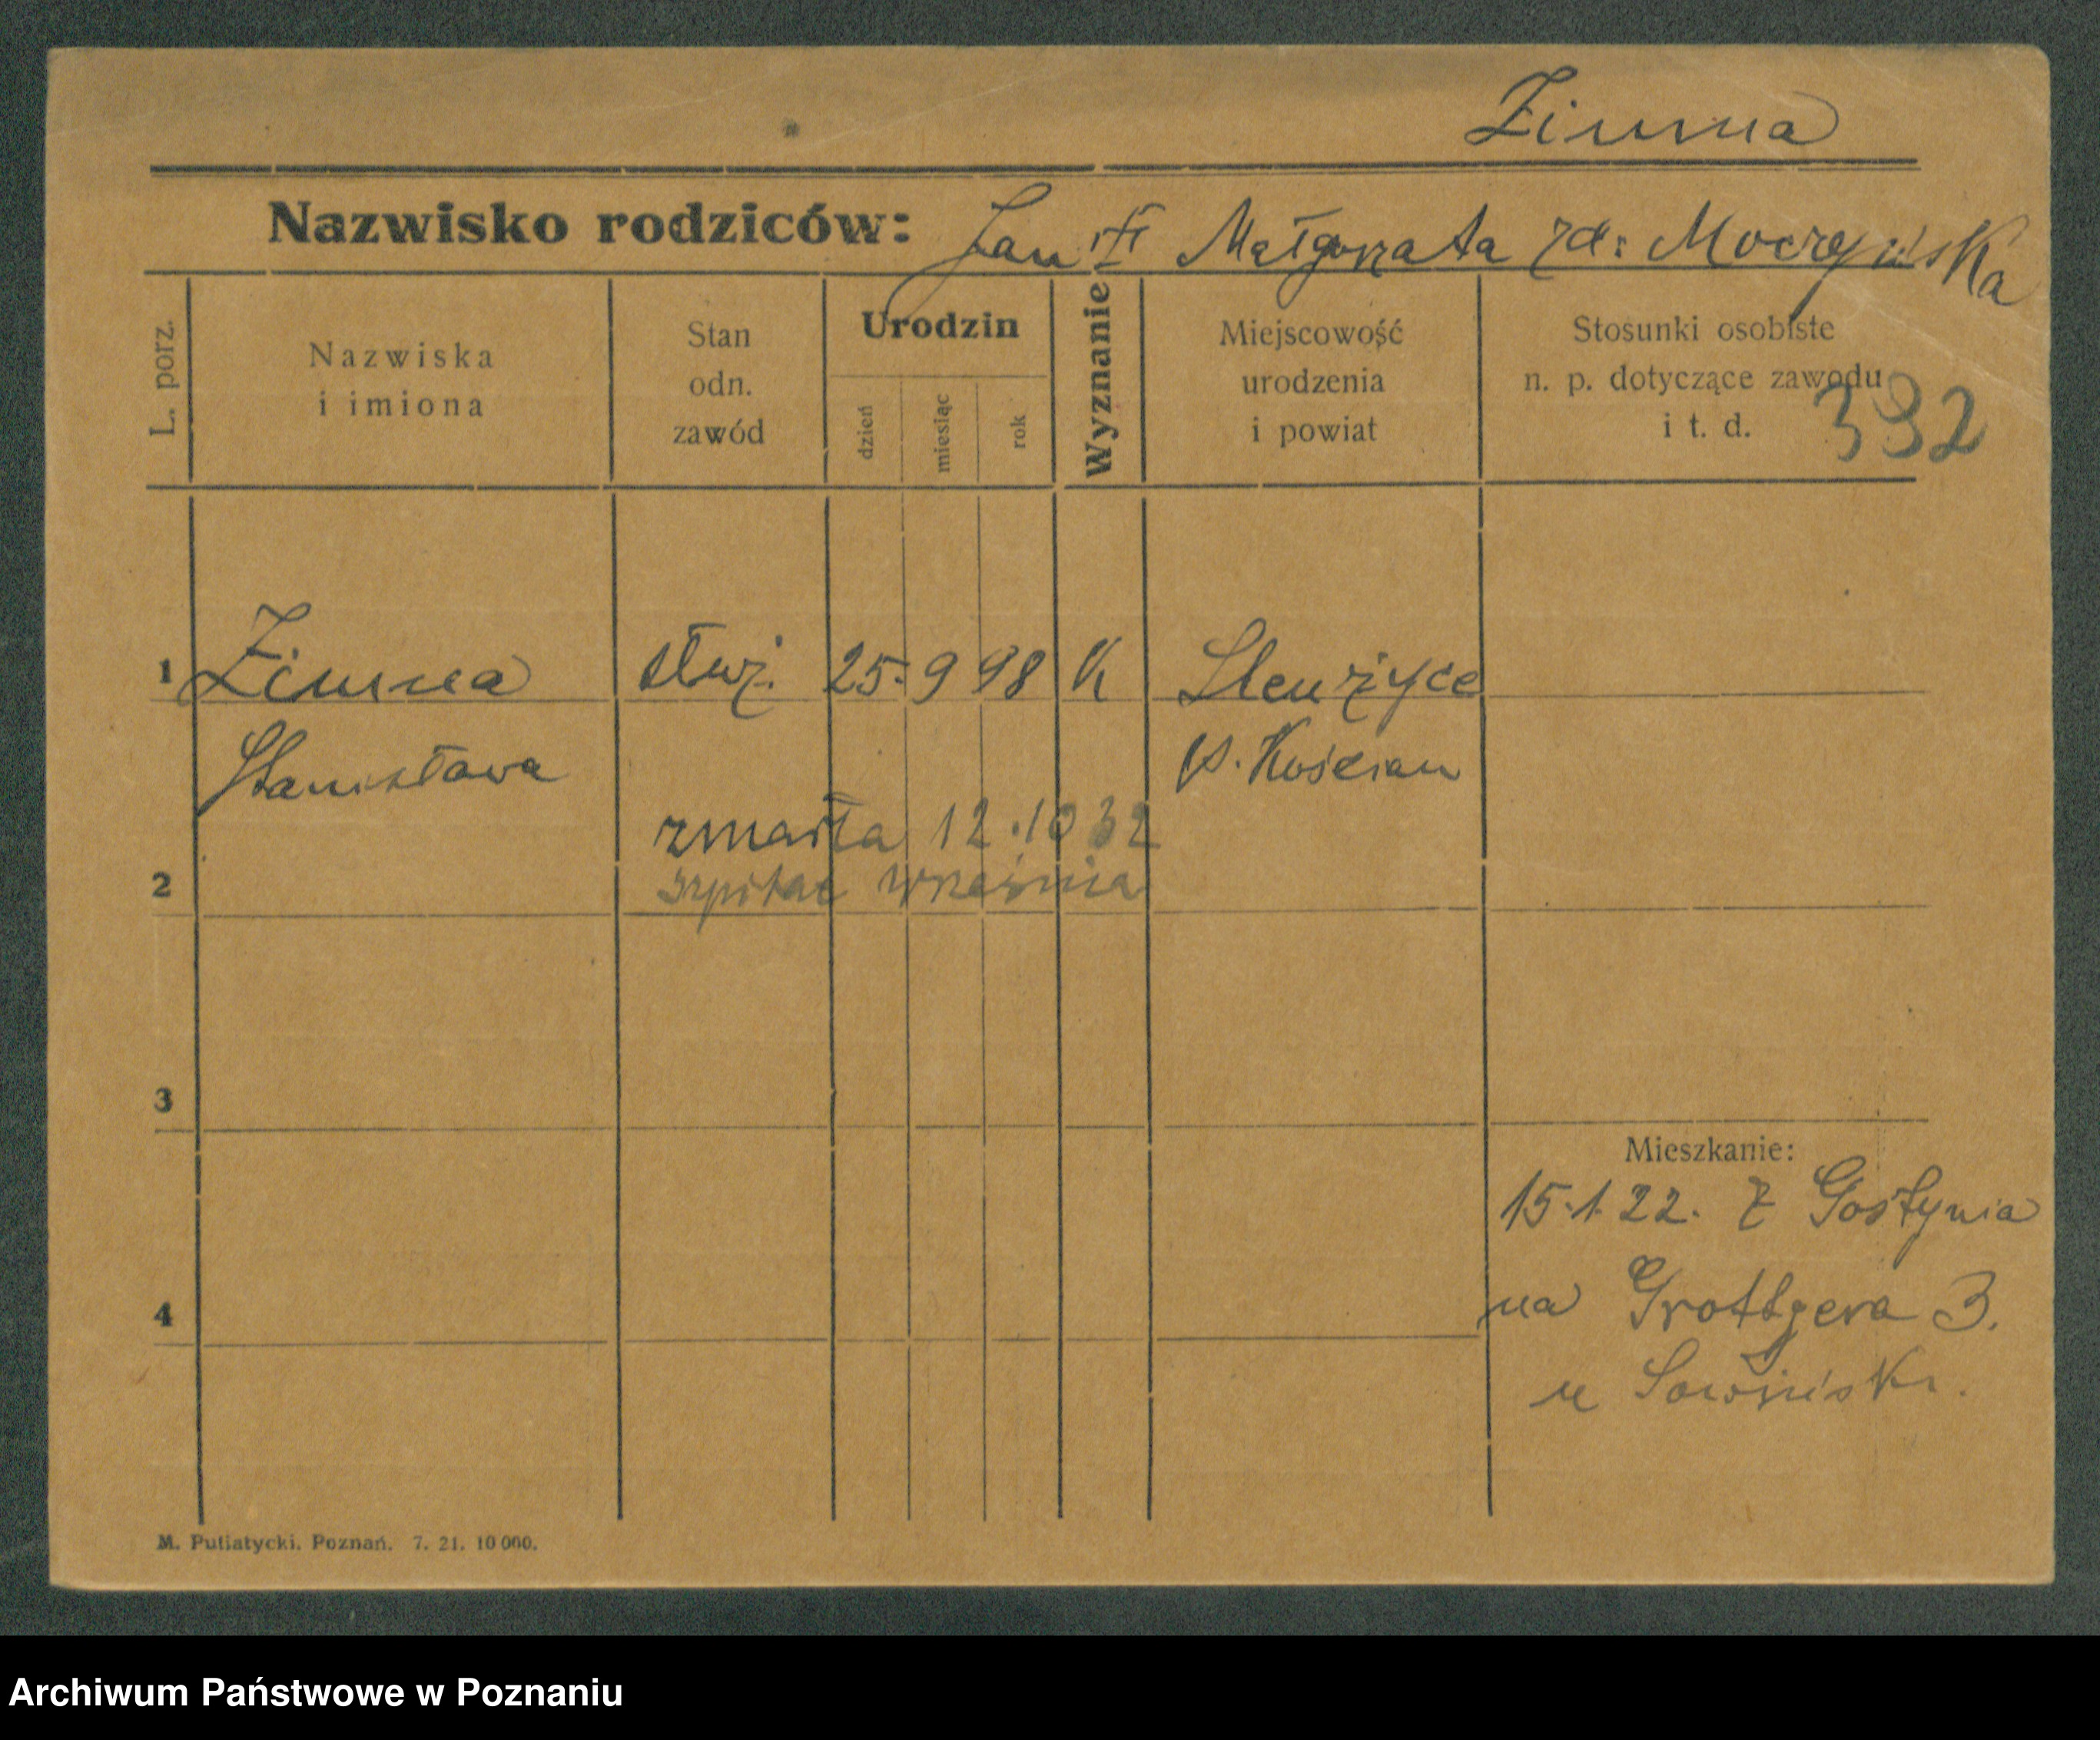 Zimna
Nazwisko rodziców: Jan i Małgorzata zd: Moczyńska
L. porz.
Nazwiska
i imiona
Stan
odn.
zawód
Urodzin
dzień
miesiąc
rok
Wyznanie
Miejscowość
urodzenia
i powiat
Stosunki osobiste
n. p. dotyczące zawodu
i t. d.
392
1 Zimna służ. 25. 9 98 K
Stanisława p. Kościan
zmarła 12.10 32
2 szpital Września
3
Mieszkanie:
15.1.22. z Gostynia
4 na Grottgera 3.
u Sowińsk.
M. Putiatycki. Poznań. 7. 21. 10 000.
Archiwum Państwowe w Poznaniu